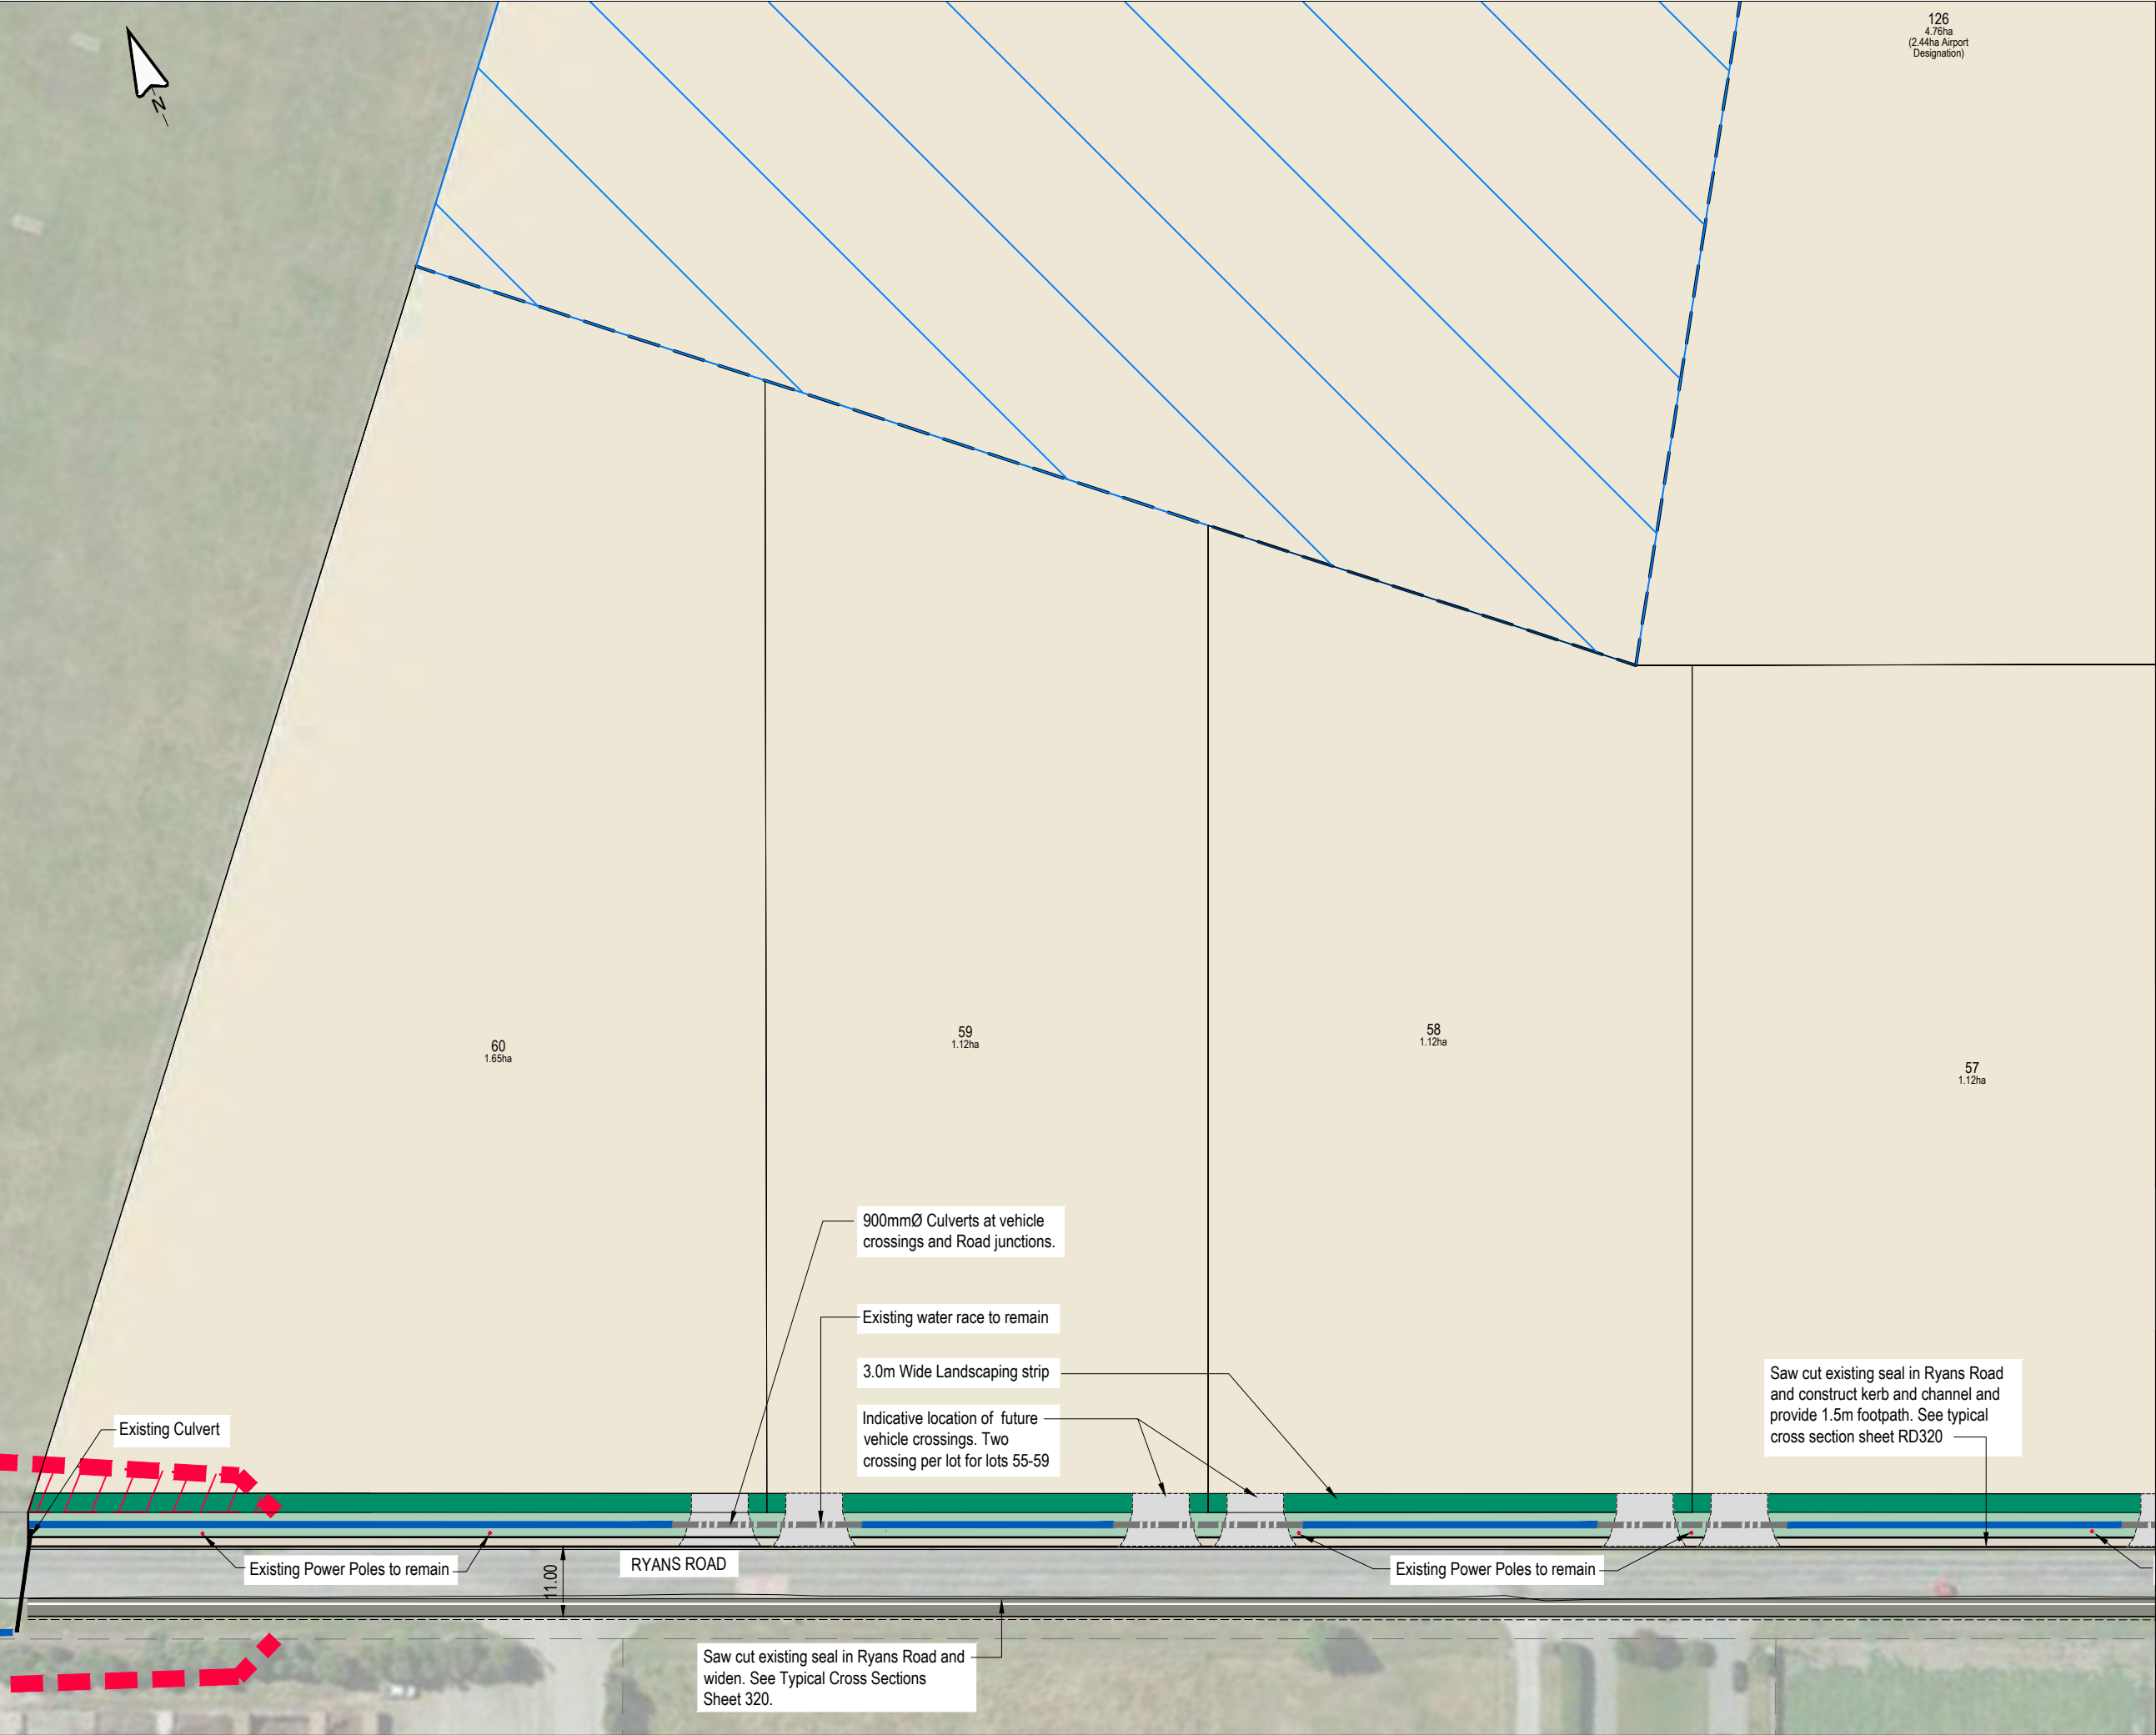 126
4.76ha
(2.44ha Airport
Designation)
N
60
1.65ha
59
1.12ha
58
1.12ha
57
1.12ha
900mmØ Culverts at vehicle
crossings and Road junctions.
Existing water race to remain
3.0m Wide Landscaping strip
Indicative location of future
vehicle crossings. Two
crossing per lot for lots 55-59
Saw cut existing seal in Ryans Road
and construct kerb and channel and
provide 1.5m footpath. See typical
cross section sheet RD320
Existing Culvert
Existing Power Poles to remain
11.00
RYANS ROAD
Existing Power Poles to remain
Saw cut existing seal in Ryans Road and
widen. See Typical Cross Sections
Sheet 320.